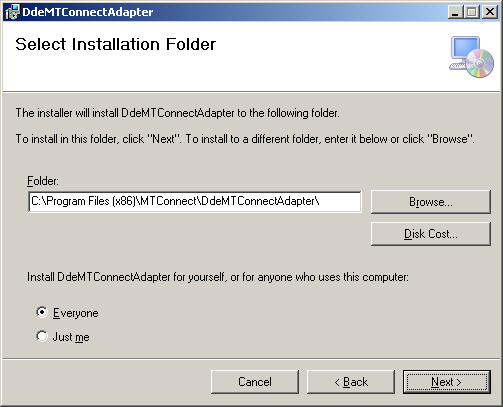 DdeMTConnectAdapter
Select Installation Folder
The installer will install DdeMTConnectAdapter to the following folder.
To install in this folder, click "Next". To install to a different folder, enter it below or click "Browse".
Folder:
C:\Program Files (x86)\MTConnect\DdeMTConnectAdapter\
Browse...
Disk Cost...
Install DdeMTConnectAdapter for yourself, or for anyone who uses this computer:
Everyone
Just me
Cancel
< Back
Next >